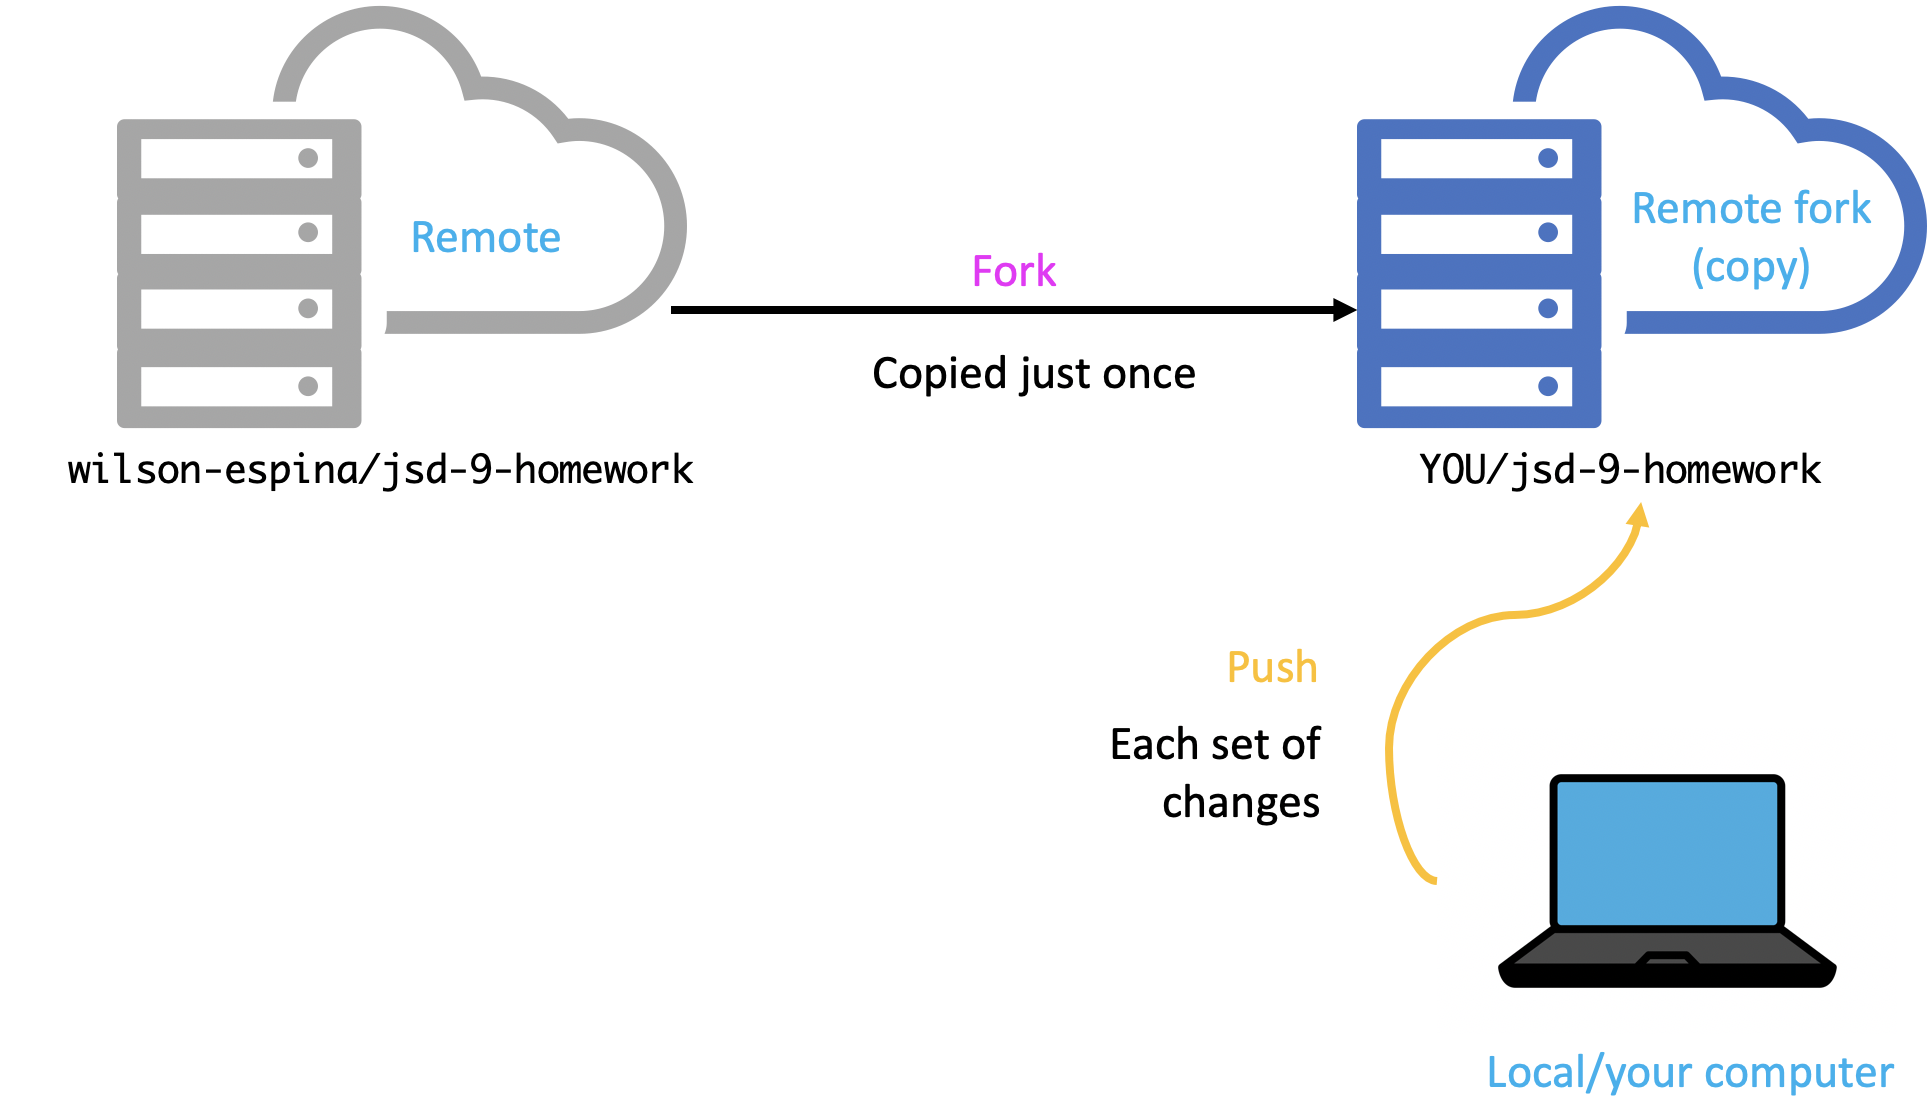 Remote
Remote fork
(copy)
Fork
Copied just once
wilson-espina/jsd-9-homework
YOU/jsd-9-homework
Push
Each set of
changes
Local/your computer